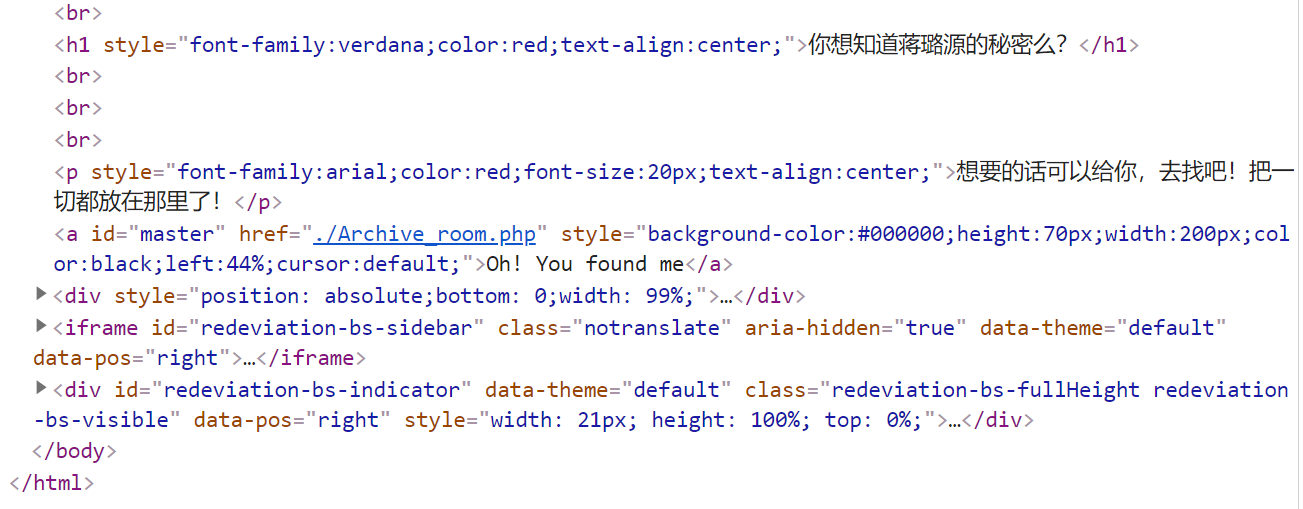 <br>
<h1 style="font-family:verdana;color:red;text-align:center;">你想知道蒋璐源的秘密么？</h1>
<br>
<br>
<br>
<p style="font-family:arial;color:red;font-size:20px;text-align:center;">想要的话可以给你，去找吧！把一
切都放在那里了！</p>
<a id="master" href="./Archive_room.php" style="background-color:#000000;height:70px;width:200px;col
or:black;left:44%;cursor:default;">Oh! You found me</a>
<div style="position: absolute;bottom: 0;width: 99%;">…</div>
<iframe id="redeviation-bs-sidebar" class="notranslate" aria-hidden="true" data-theme="default"
data-pos="right">…</iframe>
<div id="redeviation-bs-indicator" data-theme="default" class="redeviation-bs-fullHeight redeviation
-bs-visible" data-pos="right" style="width: 21px; height: 100%; top: 0%;">…</div>
</body>
</html>